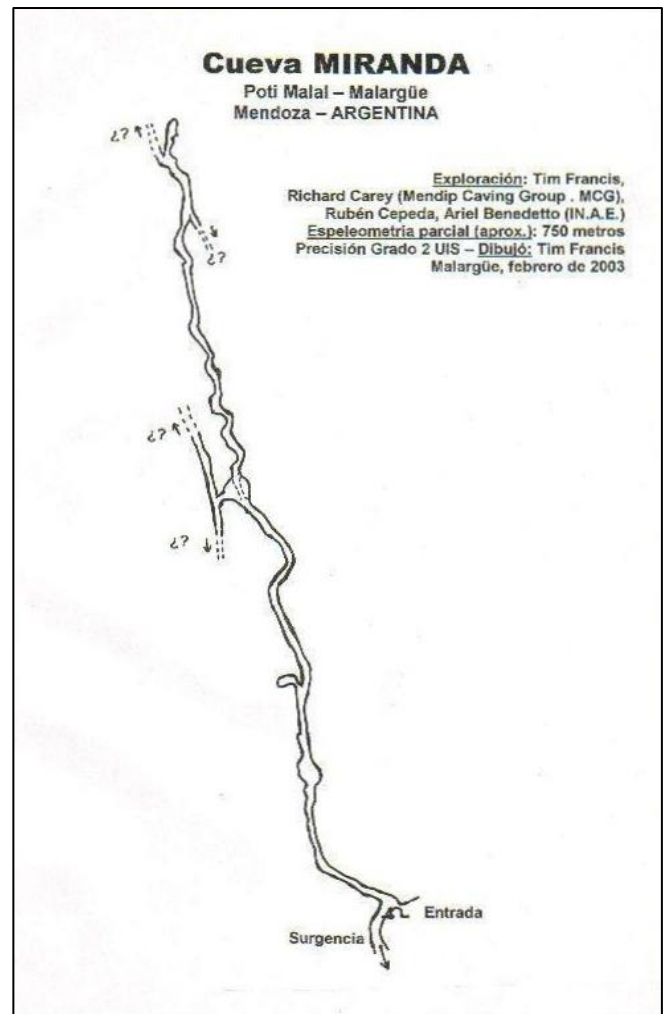 Cueva MIRANDA
Poti Malal – Malargüe
Mendoza – ARGENTINA
Exploración: Tim Francis,
Richard Carey (Mendip Caving Group . MCG),
Rubén Cepeda, Ariel Benedetto (IN.A.E.)
Espeleometria parcial (aprox.): 750 metros
Precisión Grado 2 UIS – Dibujó: Tim Francis
Malargüe, febrero de 2003
¿?
¿?
¿?
¿?
Entrada
Surgencia